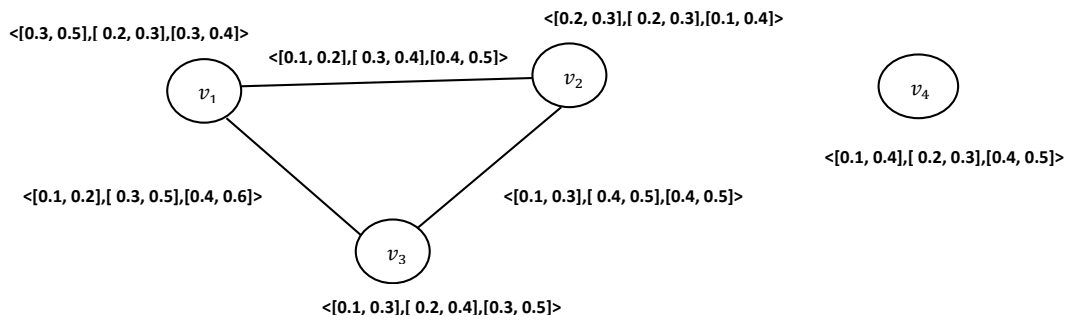 <[0.2, 0.3],[ 0.2, 0.3],[0.1, 0.4]>
<[0.3, 0.5],[ 0.2, 0.3],[0.3, 0.4]>
<[0.1, 0.2],[ 0.3, 0.4],[0.4, 0.5]>
v₁
v₂
v₄
<[0.1, 0.4],[ 0.2, 0.3],[0.4, 0.5]>
<[0.1, 0.2],[ 0.3, 0.5],[0.4, 0.6]>
<[0.1, 0.3],[ 0.4, 0.5],[0.4, 0.5]>
v₃
<[0.1, 0.3],[ 0.2, 0.4],[0.3, 0.5]>